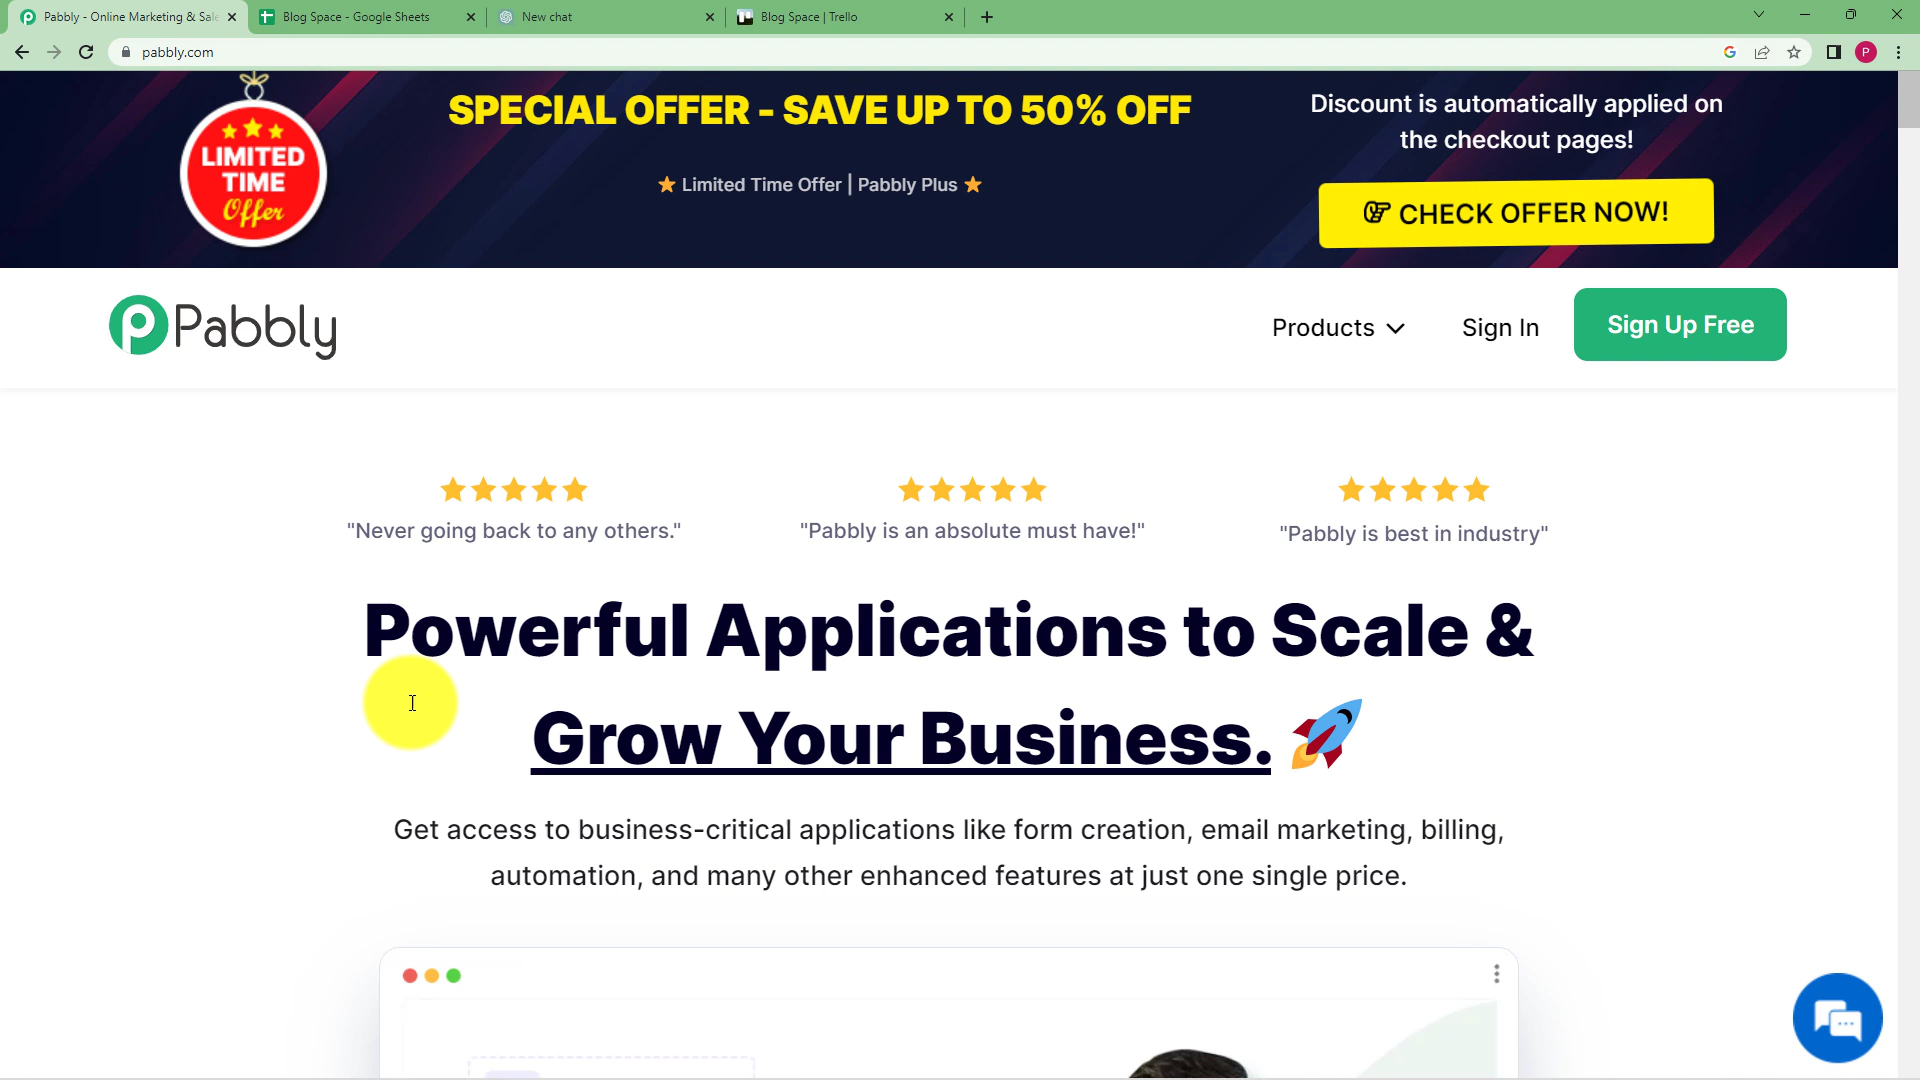 Pabbly - Online Marketing & Sale
Blog Space - Google Sheets
New chat
Blog Space | Trello
pabbly.com
P
LIMITED
TIME
Offer
SPECIAL OFFER - SAVE UP TO 50% OFF
Limited Time Offer | Pabbly Plus
Discount is automatically applied on
the checkout pages!
CHECK OFFER NOW!
Pabbly
Products
Sign In
Sign Up Free
"Never going back to any others."
"Pabbly is an absolute must have!"
"Pabbly is best in industry"
Powerful Applications to Scale &
Grow Your Business.
Get access to business-critical applications like form creation, email marketing, billing,
automation, and many other enhanced features at just one single price.